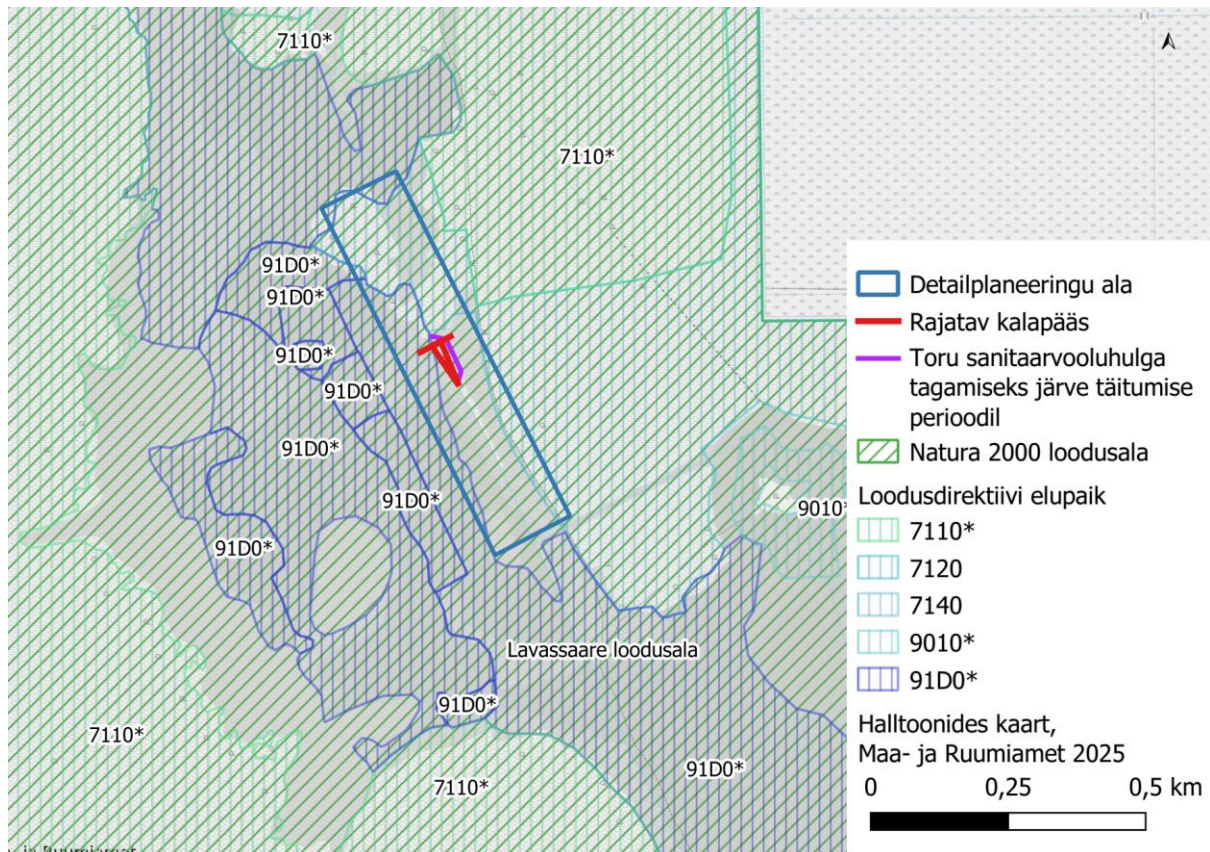 7110*
7110*
91D0*
91D0*
91D0*
91D0*
91D0*
91D0*
91D0*
9010*
Lavassaare loodusala
91D0*
7110*
91D0*
7110*
Detailplaneeringu ala
Rajatav kalapääs
Toru sanitaarvooluhulga
tagamiseks järve täitumise
perioodil
Natura 2000 loodusala
Loodusdirektiivi elupaik
7110*
7120
7140
9010*
91D0*
Halltoonides kaart,
Maa- ja Ruumiamet 2025
0 0,25 0,5 km